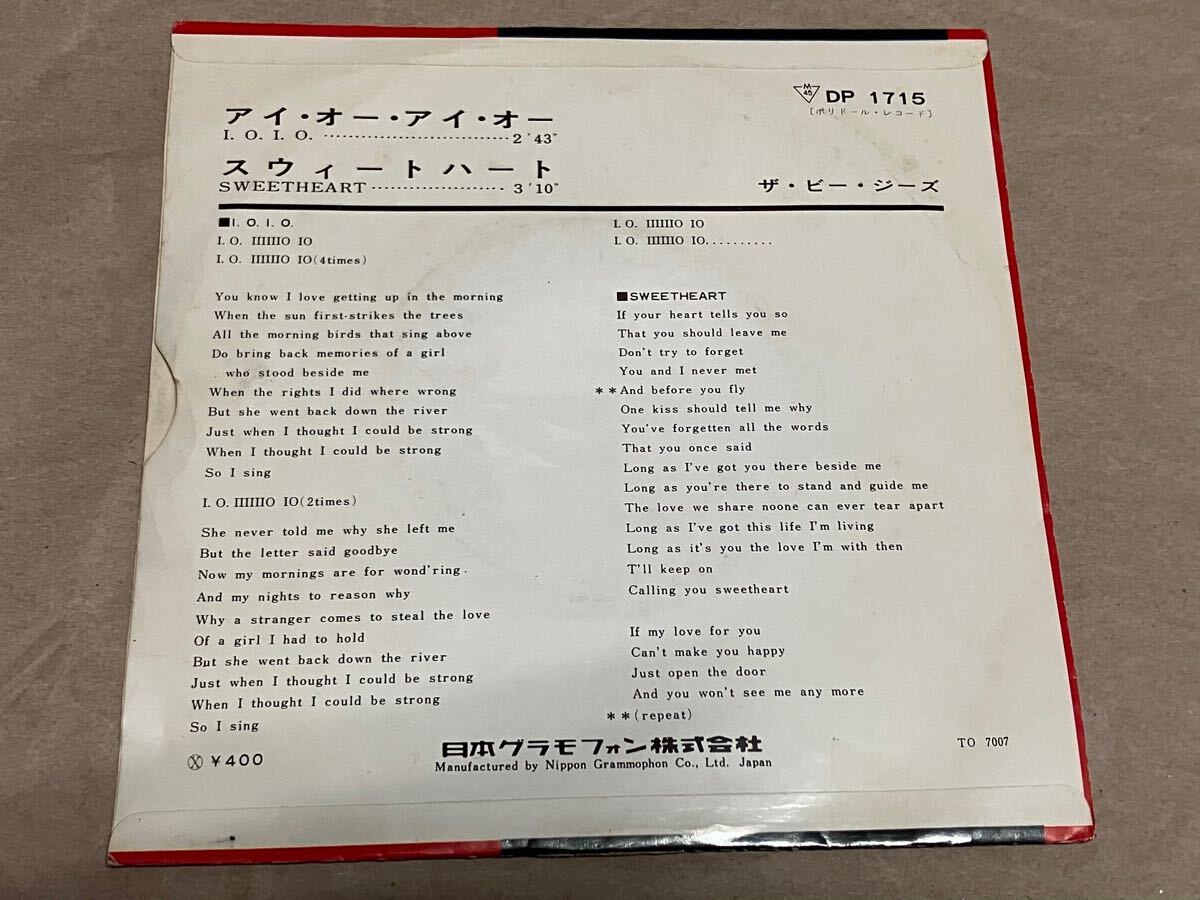 アイ・オー・アイ・オー
I. O. I. O. ............................ 2'43"
スウィートハート
SWEETHEART .................... 3'10"
M 45 DP 1715
[ポリドール・レコード]
ザ・ビー・ジーズ
■I. O. I. O.
I. O. IIIIIIO IO
I. O. IIIIIIO IO(4times)
You know I love getting up in the morning
When the sun first-strikes the trees
All the morning birds that sing above
Do bring back memories of a girl
who stood beside me
When the rights I did where wrong
But she went back down the river
Just when I thought I could be strong
When I thought I could be strong
So I sing
I. O. IIIIIIO IO(2times)
She never told me why she left me
But the letter said goodbye
Now my mornings are for wond'ring
And my nights to reason why
Why a stranger comes to steal the love
Of a girl I had to hold
But she went back down the river
Just when I thought I could be strong
When I thought I could be strong
So I sing
I. O. IIIIIIO IO
I. O. IIIIIIO IO..........
■SWEETHEART
If your heart tells you so
That you should leave me
Don't try to forget
You and I never met
**And before you fly
One kiss should tell me why
You've forgetten all the words
That you once said
Long as I've got you there beside me
Long as you're there to stand and guide me
The love we share noone can ever tear apart
Long as I've got this life I'm living
Long as it's you the love I'm with then
T'll keep on
Calling you sweetheart
If my love for you
Can't make you happy
Just open the door
And you won't see me any more
**(repeat)
Ⓧ ¥400
日本グラモフォン株式会社
Manufactured by Nippon Grammophon Co., Ltd. Japan
TO 7007